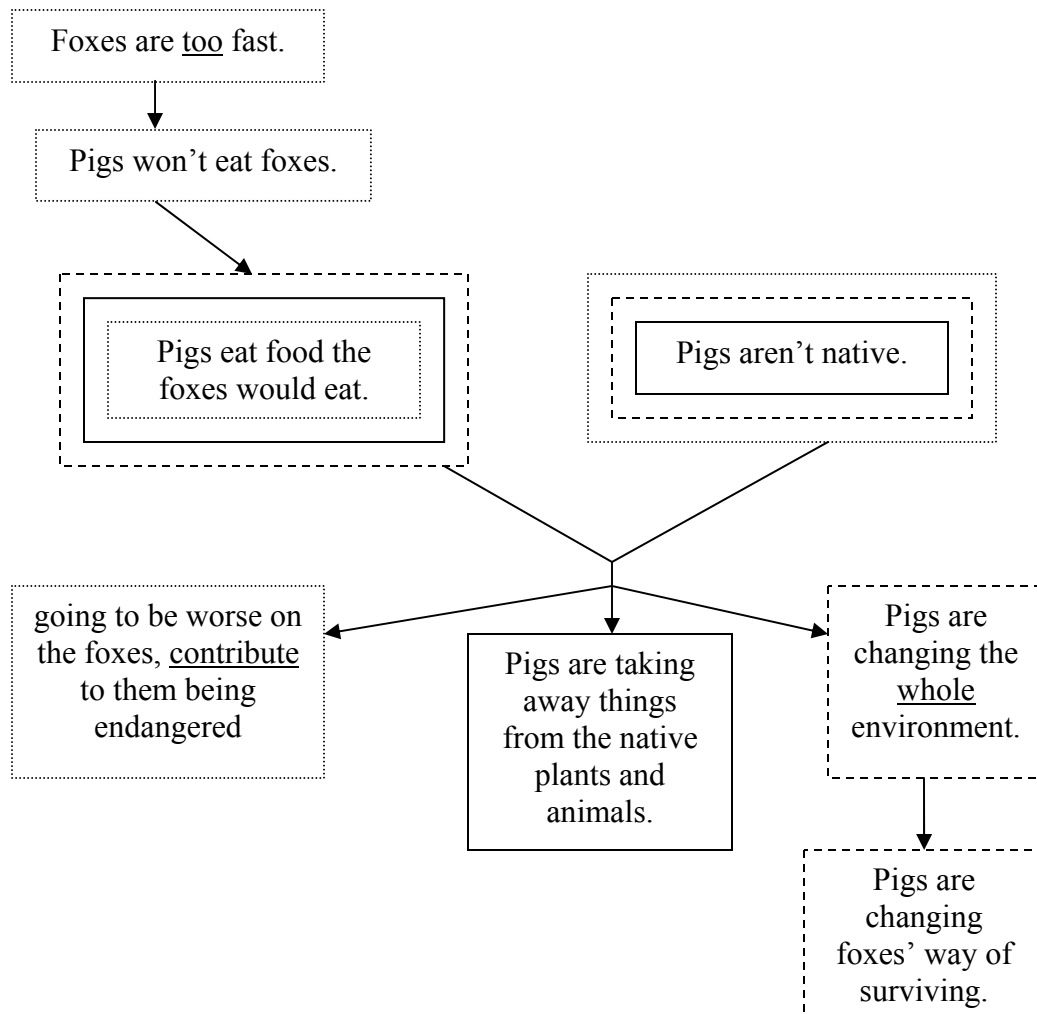 Foxes are too fast.
Pigs won’t eat foxes.
Pigs eat food the
foxes would eat.
Pigs aren’t native.
going to be worse on
the foxes, contribute
to them being
endangered
Pigs are taking
away things
from the native
plants and
animals.
Pigs are
changing the
whole
environment.
Pigs are
changing
foxes’ way of
surviving.